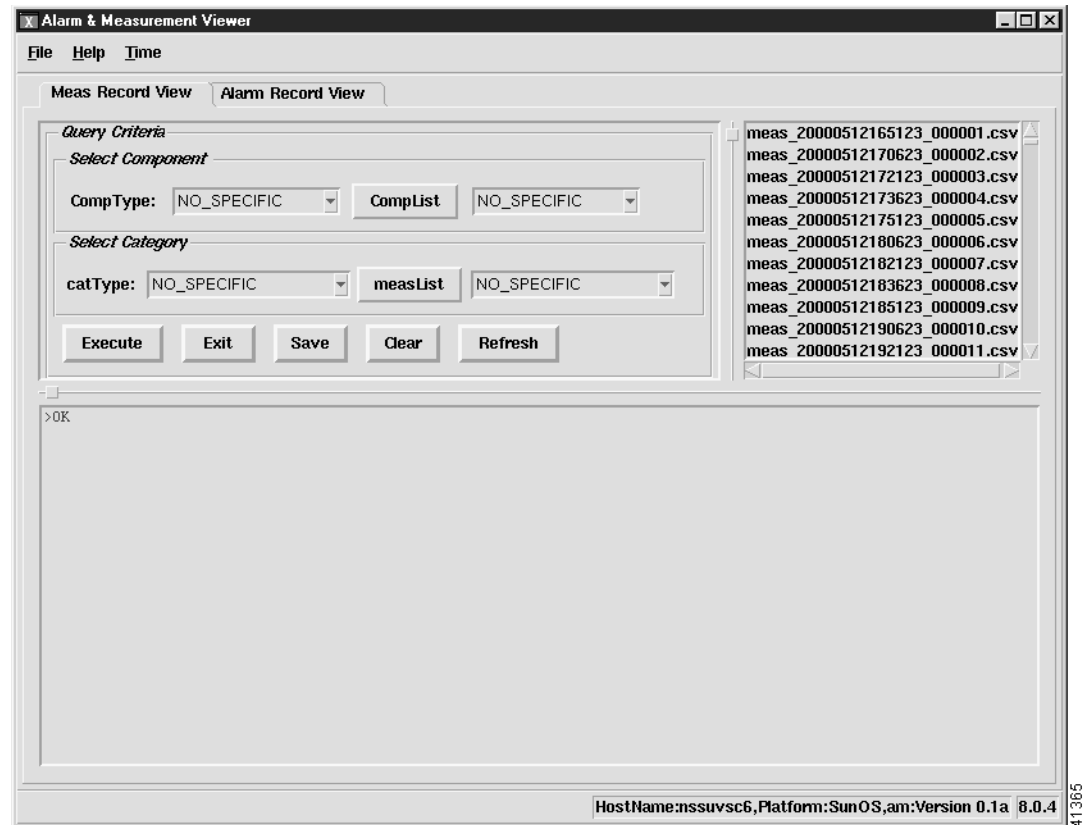 X Alarm & Measurement Viewer
File Help Time
Meas Record View Alarm Record View
Query Criteria
Select Component
CompType: NO_SPECIFIC CompList NO_SPECIFIC
Select Category
catType: NO_SPECIFIC measList NO_SPECIFIC
Execute Exit Save Clear Refresh
meas_20000512165123_000001.csv
meas_20000512170623_000002.csv
meas_20000512172123_000003.csv
meas_20000512173623_000004.csv
meas_20000512175123_000005.csv
meas_20000512180623_000006.csv
meas_20000512182123_000007.csv
meas_20000512183623_000008.csv
meas_20000512185123_000009.csv
meas_20000512190623_000010.csv
meas_20000512192123_000011.csv
>OK
HostName:nssuvsc6,Platform:SunOS,am:Version 0.1a 8.0.4
41365